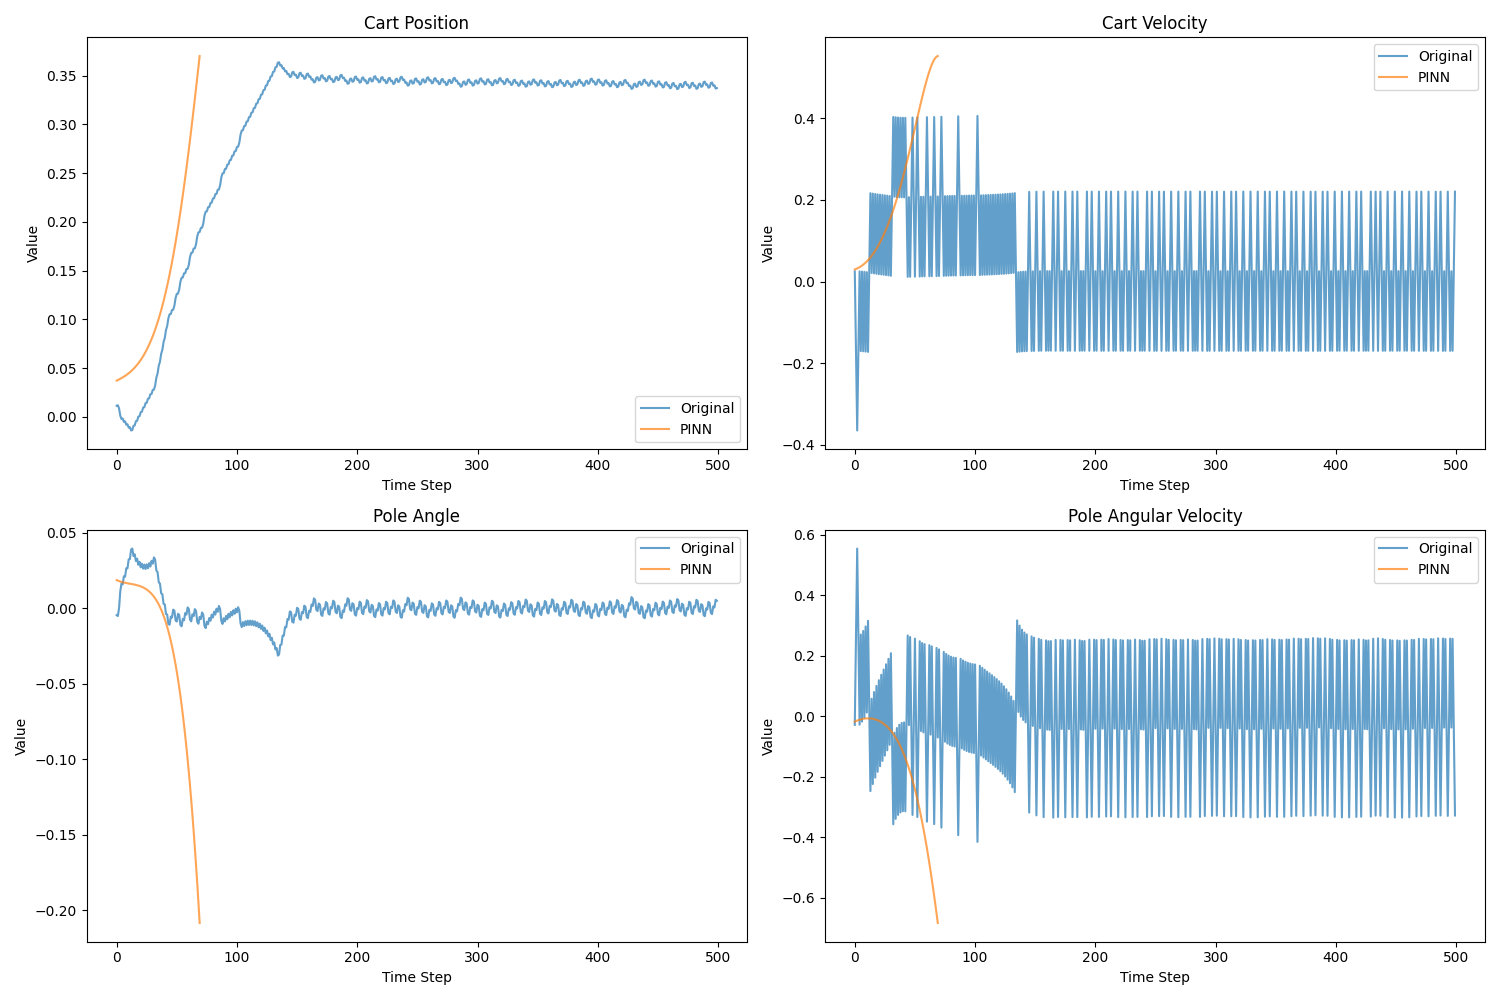 Cart Position
Value
0.35
0.30
0.25
0.20
0.15
0.10
0.05
0.00
Original
PINN
0 100 200 300 400 500
Time Step
Cart Velocity
Value
0.4
0.2
0.0
−0.2
−0.4
Original
PINN
0 100 200 300 400 500
Time Step
Pole Angle
Value
0.05
0.00
−0.05
−0.10
−0.15
−0.20
Original
PINN
0 100 200 300 400 500
Time Step
Pole Angular Velocity
Value
0.6
0.4
0.2
0.0
−0.2
−0.4
−0.6
Original
PINN
0 100 200 300 400 500
Time Step